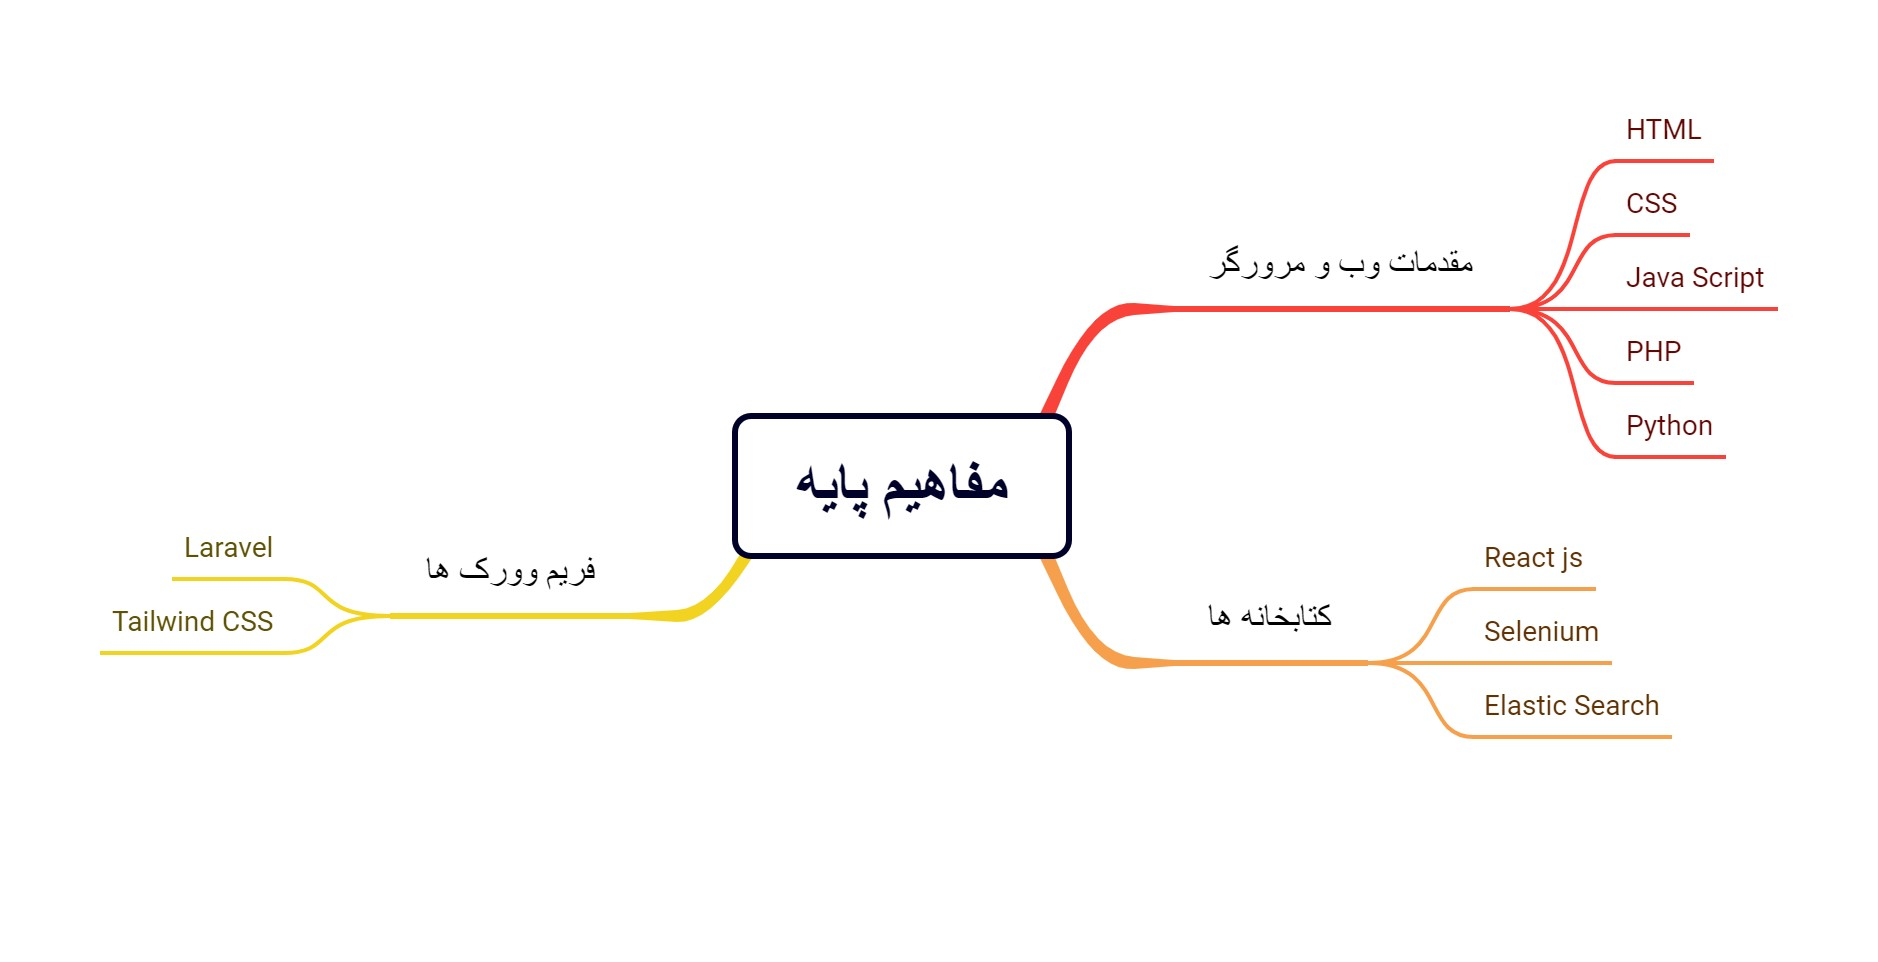 مفاهیم پایه
مقدمات وب و مرورگر
HTML
CSS
Java Script
PHP
Python
کتابخانه ها
React js
Selenium
Elastic Search
فریم وورک ها
Laravel
Tailwind CSS